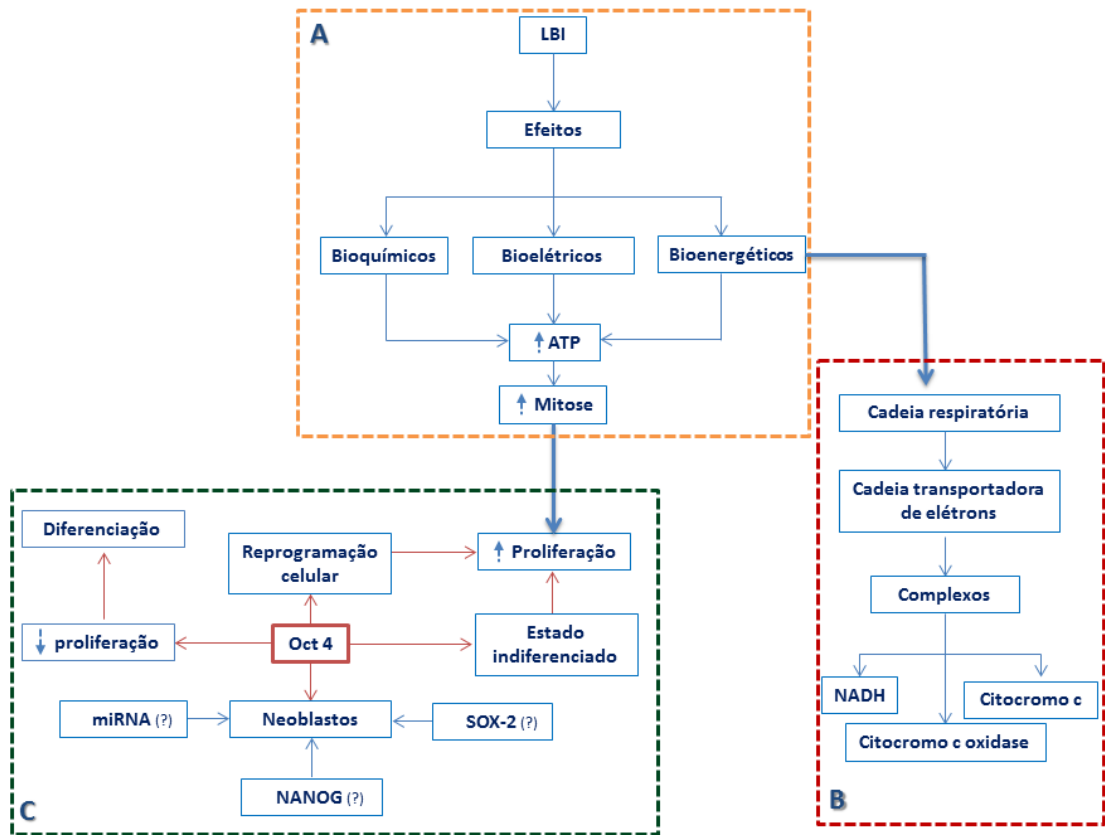 A
LBI
Efeitos
Bioquímicos
Bioelétricos
Bioenergéticos
ATP
Mitose
Cadeia respiratória
Cadeia transportadora
de elétrons
Complexos
NADH
Citocromo c
Citocromo c oxidase
B
Diferenciação
Reprogramação
celular
Proliferação
proliferação
Oct 4
Estado
indiferenciado
miRNA (?)
Neoblastos
SOX-2 (?)
NANOG (?)
C